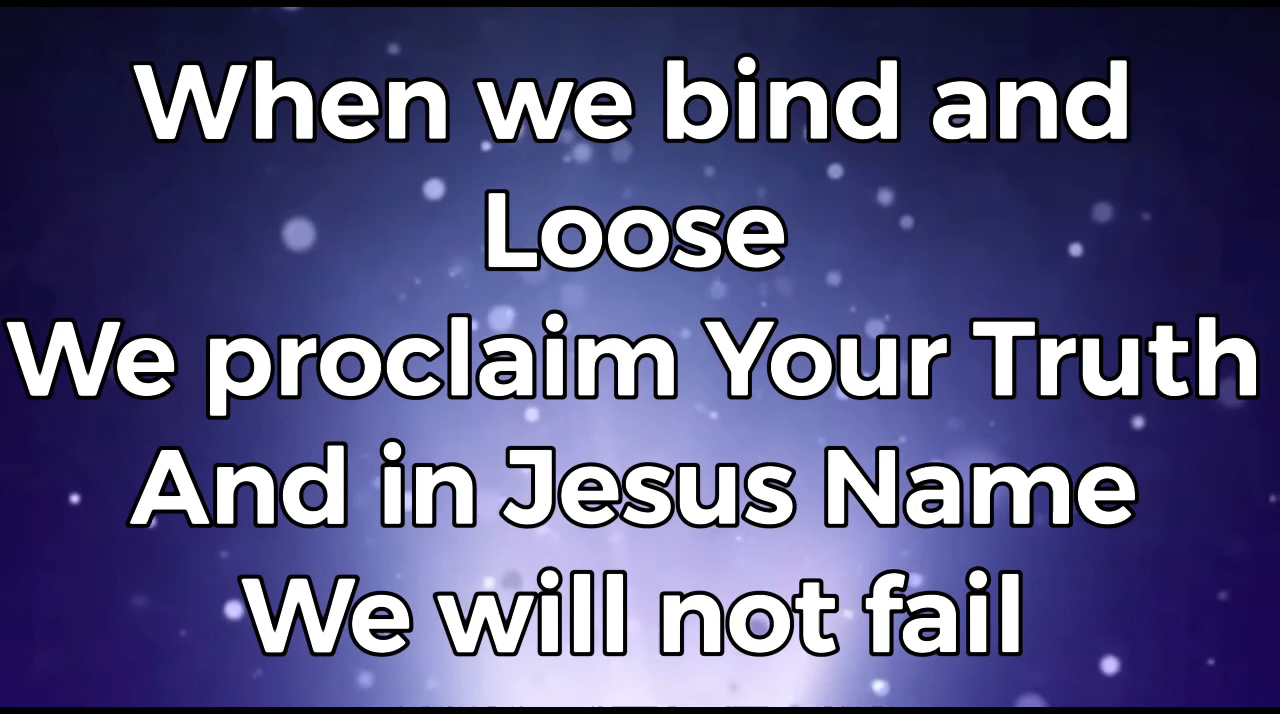 When we bind and
Loose
We proclaim Your Truth
And in Jesus Name
We will not fail